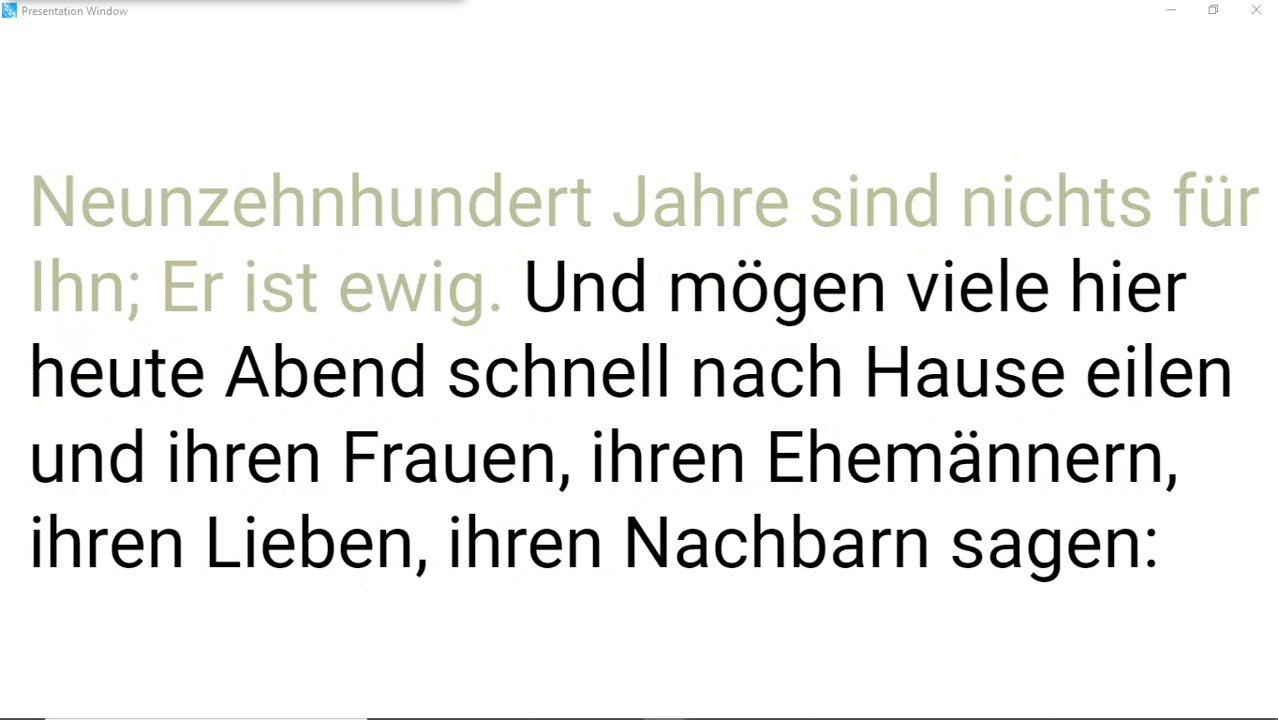 Presentation Window
Neunzehnhundert Jahre sind nichts für
Ihn; Er ist ewig. Und mögen viele hier
heute Abend schnell nach Hause eilen
und ihren Frauen, ihren Ehemännern,
ihren Lieben, ihren Nachbarn sagen: